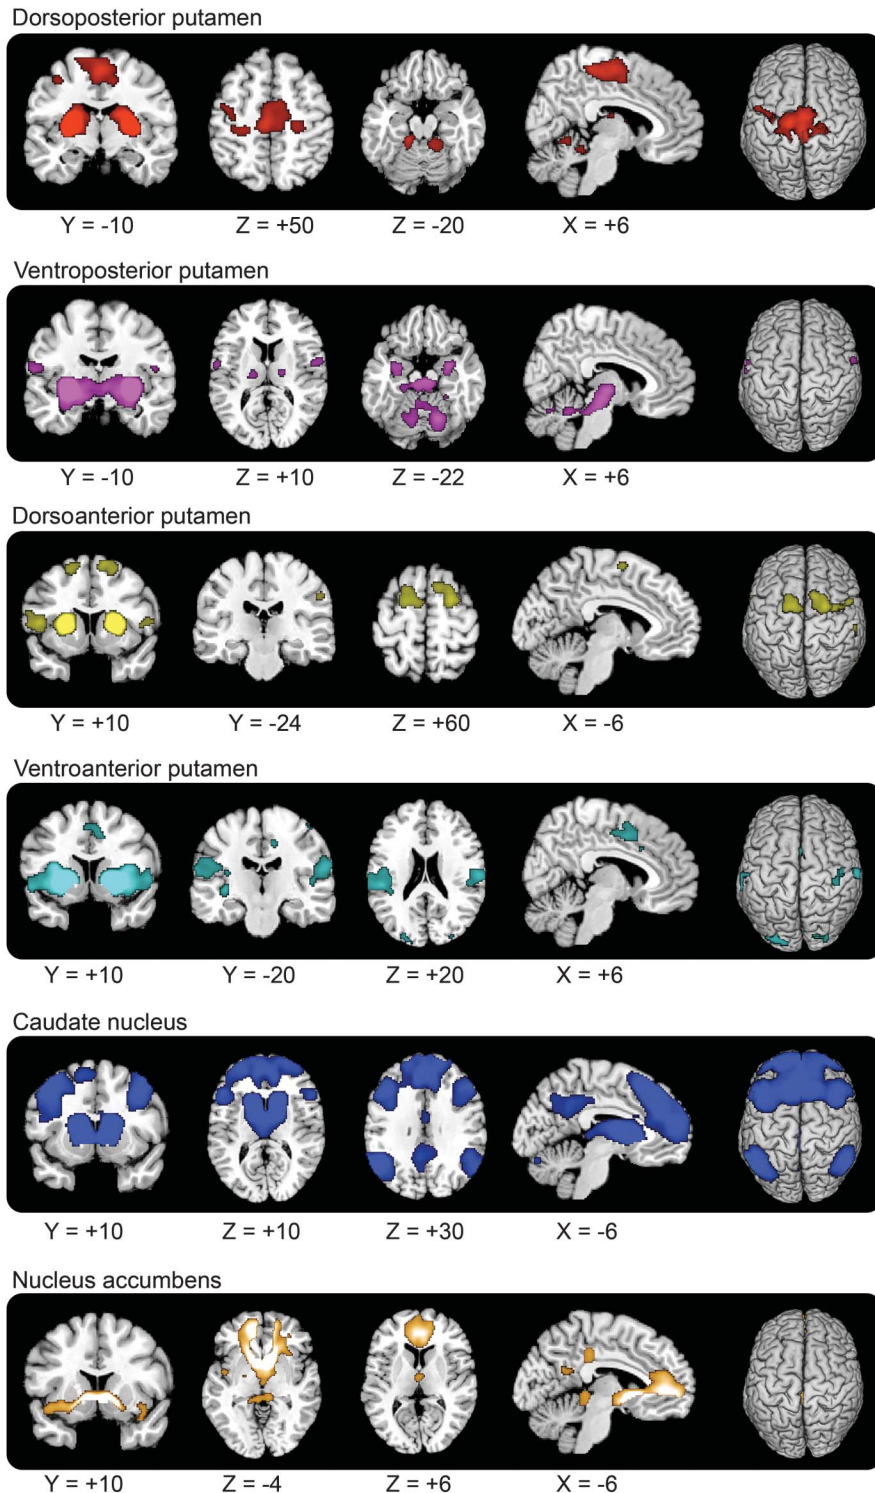 Dorsoposterior putamen
Y = -10 Z = +50 Z = -20 X = +6
Ventroposterior putamen
Y = -10 Z = +10 Z = -22 X = +6
Dorsoanterior putamen
Y = +10 Y = -24 Z = +60 X = -6
Ventroanterior putamen
Y = +10 Y = -20 Z = +20 X = +6
Caudate nucleus
Y = +10 Z = +10 Z = +30 X = -6
Nucleus accumbens
Y = +10 Z = -4 Z = +6 X = -6